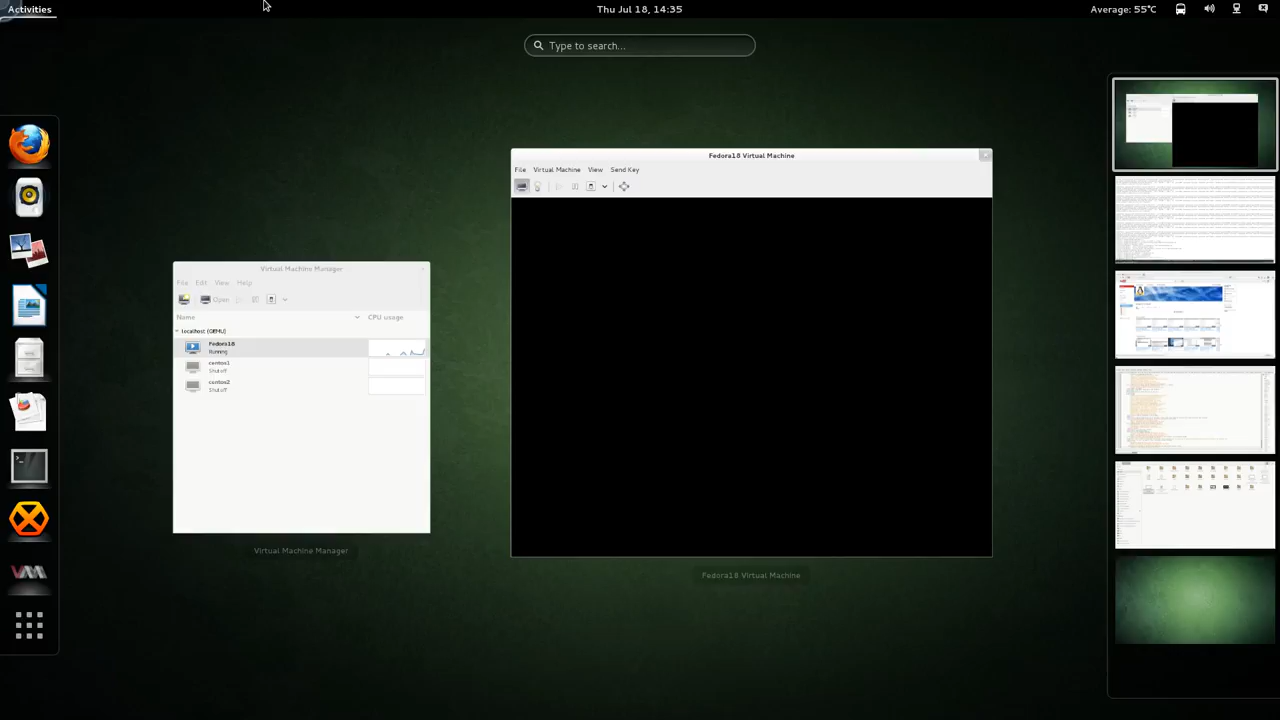 Activities
Thu Jul 18, 14:35
Average: 55°C
Type to search...
Fedora18 Virtual Machine
File Virtual Machine View Send Key
Virtual Machine Manager
File Edit View Help
Open
Name CPU usage
localhost (QEMU)
Fedora18
Running
centos1
Shutoff
centos2
Shutoff
Virtual Machine Manager
Fedora18 Virtual Machine